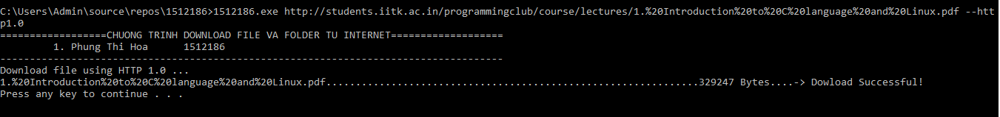 C:\Users\Admin\source\repos\1512186>1512186.exe http://students.iitk.ac.in/programmingclub/course/lectures/1.%20Introduction%20to%20C%20language%20and%20Linux.pdf --htt
p1.0
==================CHUONG TRINH DOWNLOAD FILE VA FOLDER TU INTERNET===================
1. Phung Thi Hoa      1512186
-------------------------------------------------------------------------------------
Download file using HTTP 1.0 ...
1.%20Introduction%20to%20C%20language%20and%20Linux.pdf...............................................................329247 Bytes....-> Dowload Successful!
Press any key to continue . . .